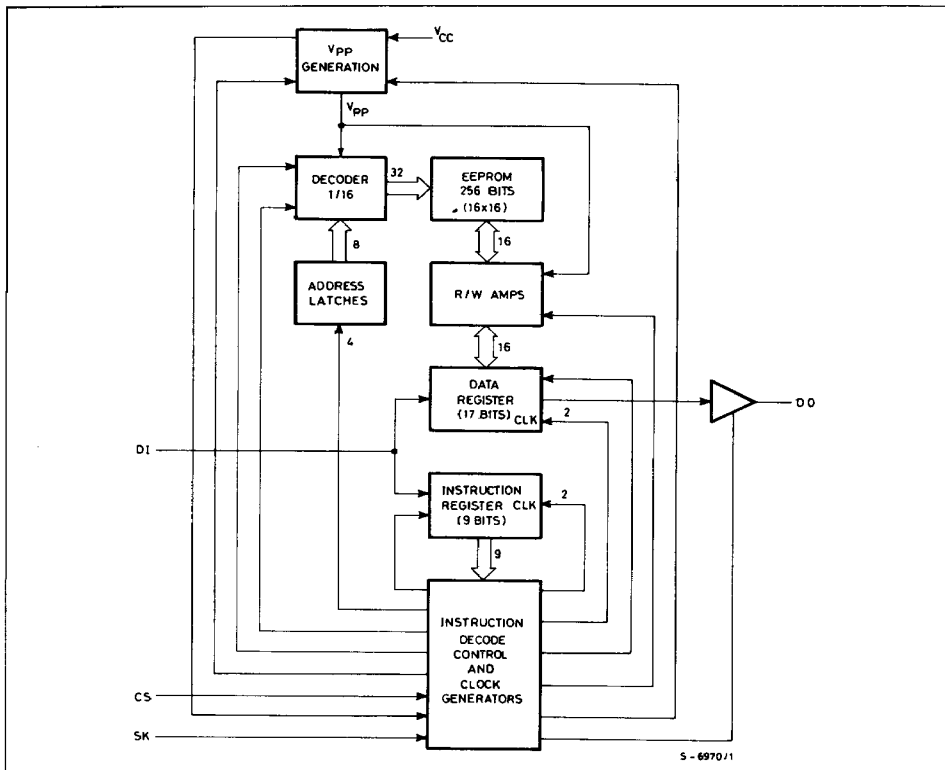 VCC
VPP
GENERATION
VPP
DECODER
1/16
32
EEPROM
256 BITS
(16x16)
8
16
ADDRESS
LATCHES
R/W AMPS
4
16
DATA
REGISTER
(17 BITS)
CLK
2
DO
DI
INSTRUCTION
REGISTER CLK
(9 BITS)
2
9
INSTRUCTION
DECODE
CONTROL
AND
CLOCK
GENERATORS
CS
SK
S-6970/1